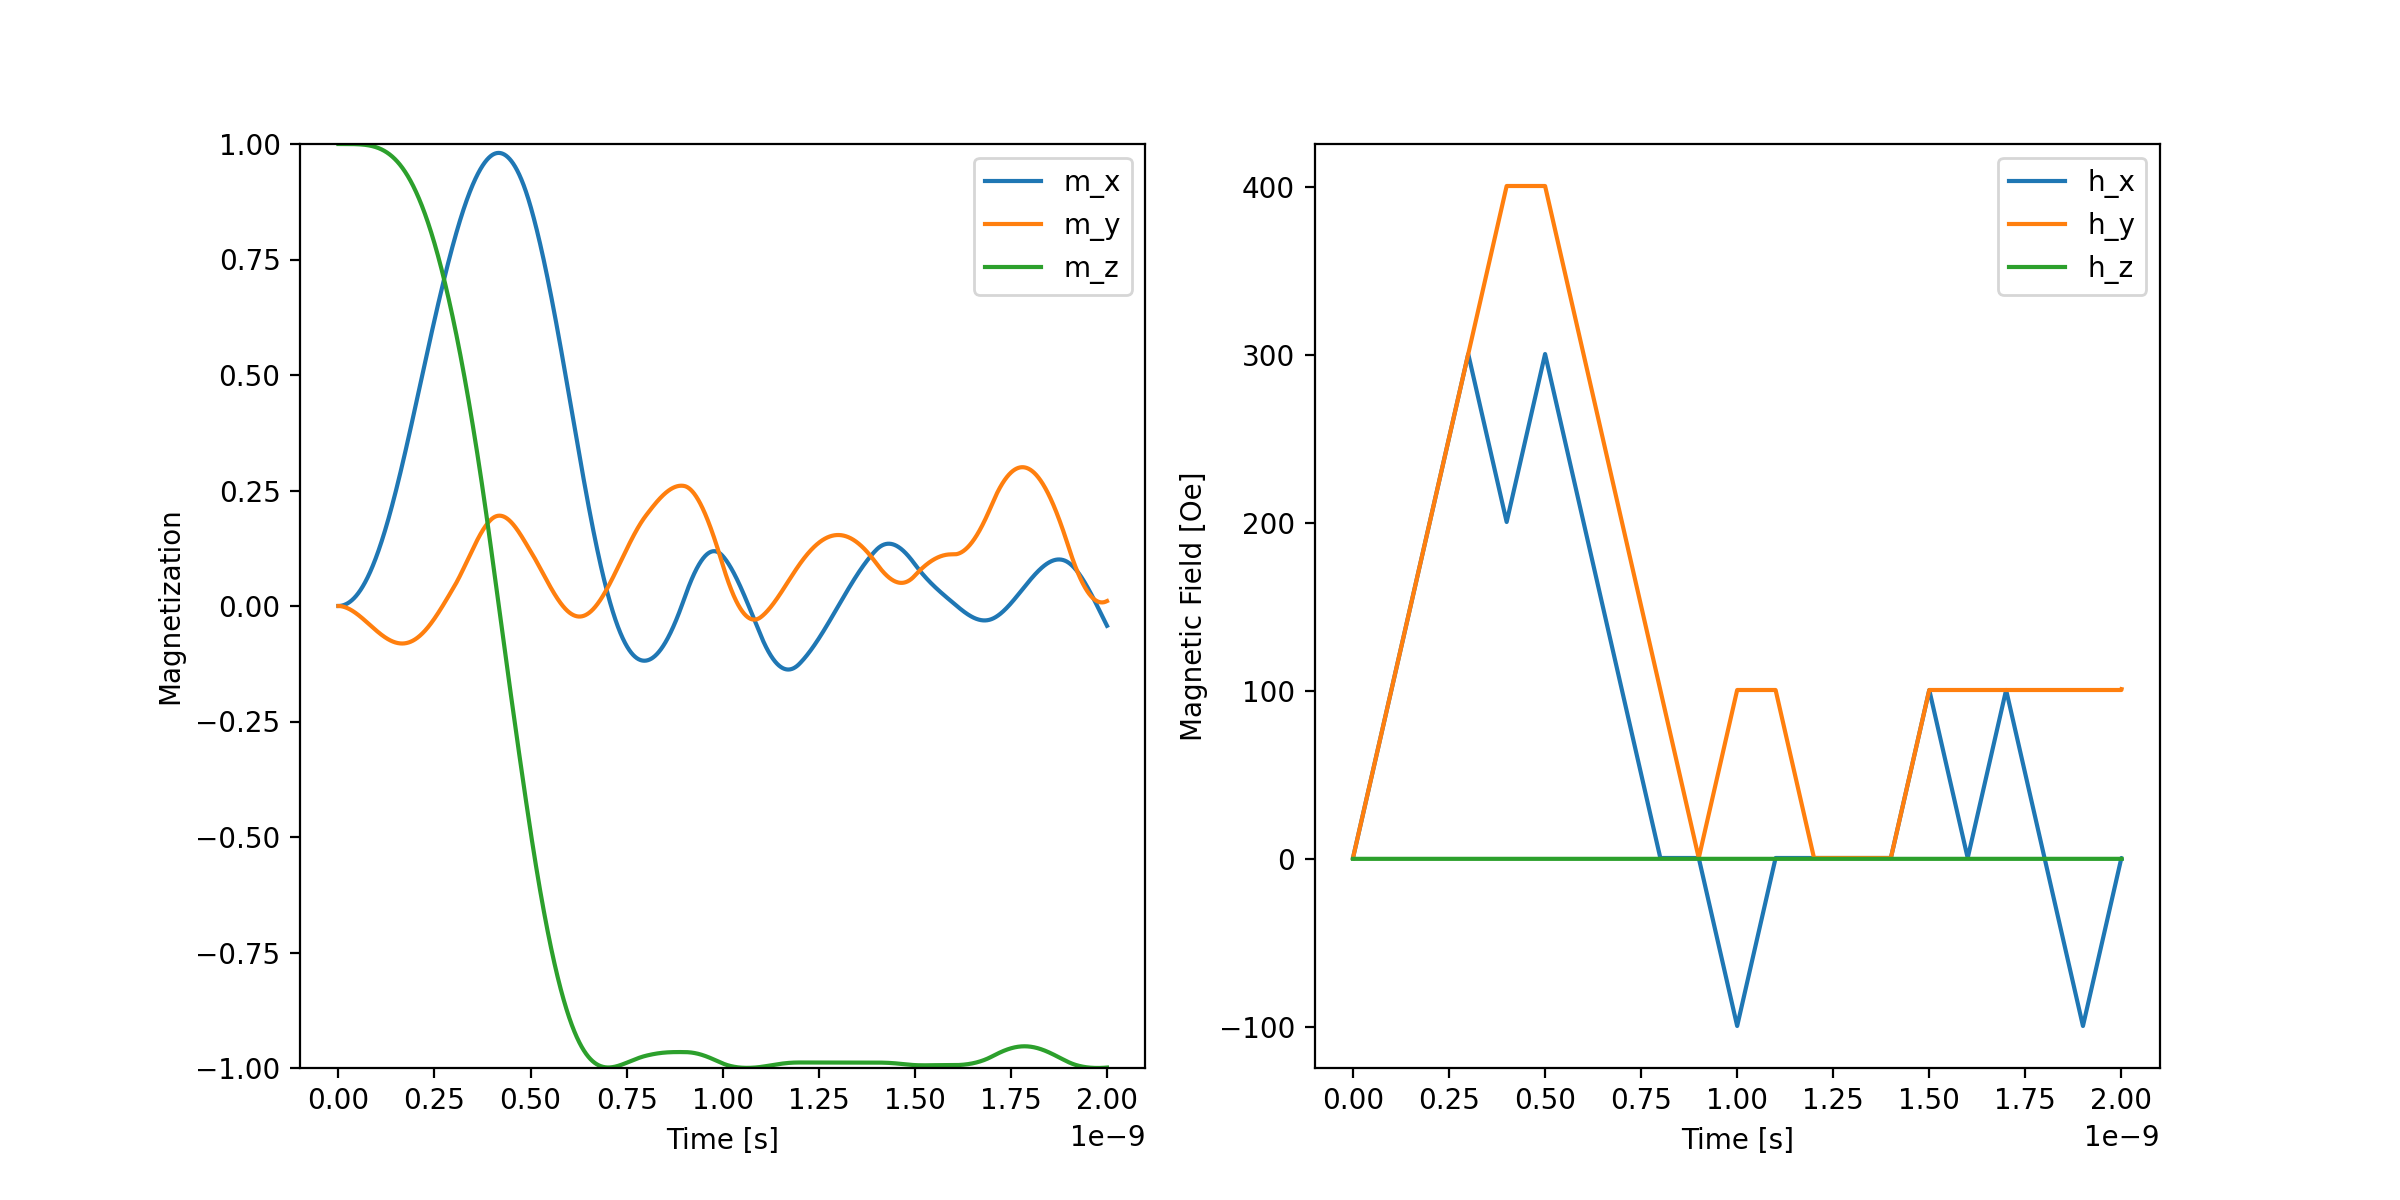 Magnetization
1.00
0.75
0.50
0.25
0.00
−0.25
−0.50
−0.75
−1.00
m_x
m_y
m_z
0.00 0.25 0.50 0.75 1.00 1.25 1.50 1.75 2.00
Time [s]
1e−9
Magnetic Field [Oe]
400
300
200
100
0
−100
h_x
h_y
h_z
0.00 0.25 0.50 0.75 1.00 1.25 1.50 1.75 2.00
Time [s]
1e−9